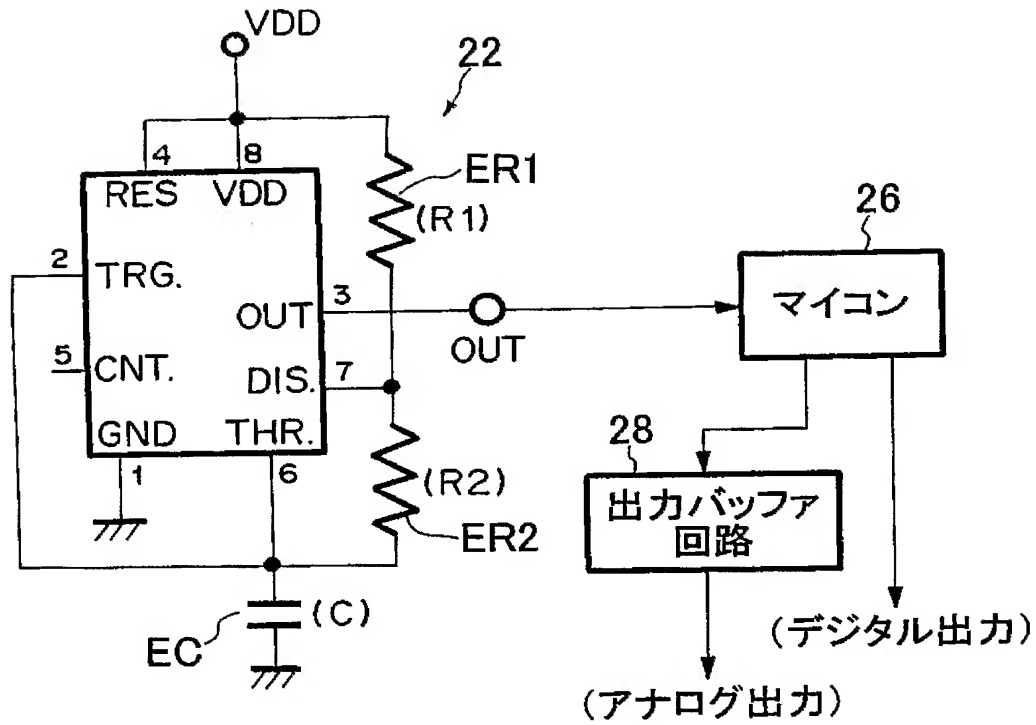 VDD
22
4
8
RES
VDD
ER1
(R1)
26
2
TRG.
マイコン
3
OUT
OUT
5
CNT.
7
DIS.
GND
THR.
28
1
6
(R2)
出力バッファ
回路
ER2
(C)
EC
(デジタル出力)
(アナログ出力)